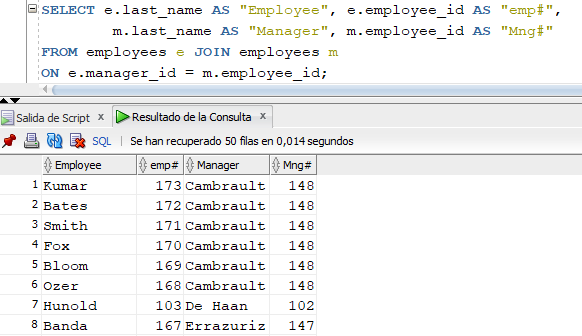 SELECT e.last_name AS "Employee", e.employee_id AS "emp#",
m.last_name AS "Manager", m.employee_id AS "Mng#"
FROM employees e JOIN employees m
ON e.manager_id = m.employee_id;
Salida de Script x Resultado de la Consulta x
SQL | Se han recuperado 50 filas en 0,014 segundos
Employee emp# Manager Mng#
1 Kumar 173 Cambrault 148
2 Bates 172 Cambrault 148
3 Smith 171 Cambrault 148
4 Fox 170 Cambrault 148
5 Bloom 169 Cambrault 148
6 Ozer 168 Cambrault 148
7 Hunold 103 De Haan 102
8 Banda 167 Errazuriz 147